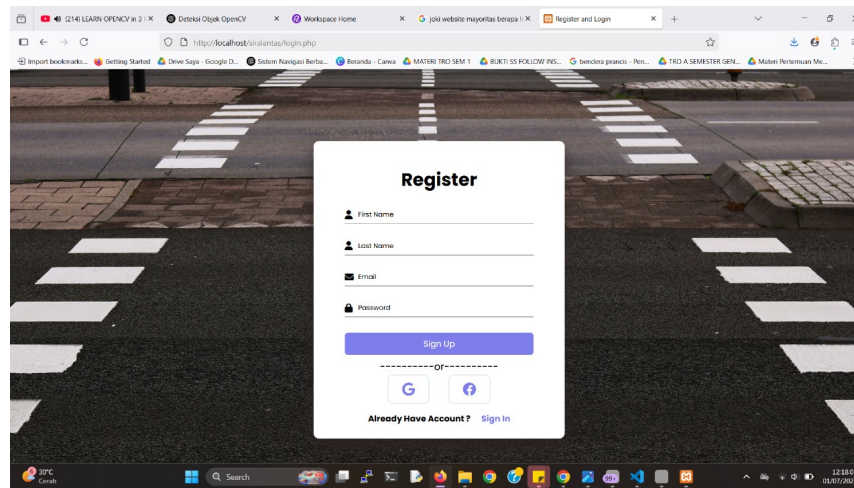 (214) LEARN OPENCV in 3 
Deteksi Objek OpenCV
Workspace Home
joki website mayoritas berapa h
Register and Login
http://localhost/siralantas/login.php
Import bookmarks...
Getting Started
Drive Saya - Google D...
Sistem Navigasi Berba...
Beranda - Canva
MATERI TRO SEM 1
BUKTI SS FOLLOW INS...
bendera prancis - Pen...
TRO A SEMESTER GEN...
Materi Pertemuan Me...
Register
First Name
Last Name
Email
Password
Sign Up
----------or----------
Already Have Account ? Sign In
30°C
Cerah
Search
99+
12:18:0
01/07/202